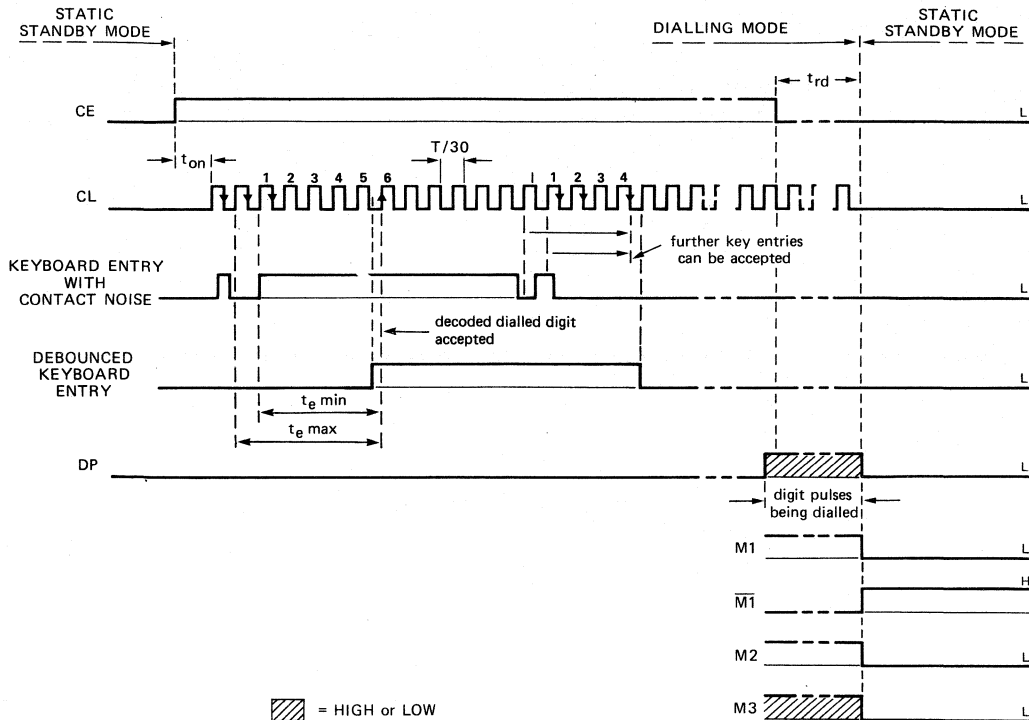 STATIC
STANDBY MODE
DIALLING MODE
STATIC
STANDBY MODE
t_rd
CE
L
t_on
T/30
CL
1 2 3 4 5 6
1 2 3 4
L
further key entries
can be accepted
KEYBOARD ENTRY
WITH
CONTACT NOISE
L
decoded dialled digit
accepted
DEBOUNCED
KEYBOARD
ENTRY
L
t_e min
t_e max
DP
L
digit pulses
being dialled
M1
L
H
M̅1̅
M2
L
= HIGH or LOW
M3
L